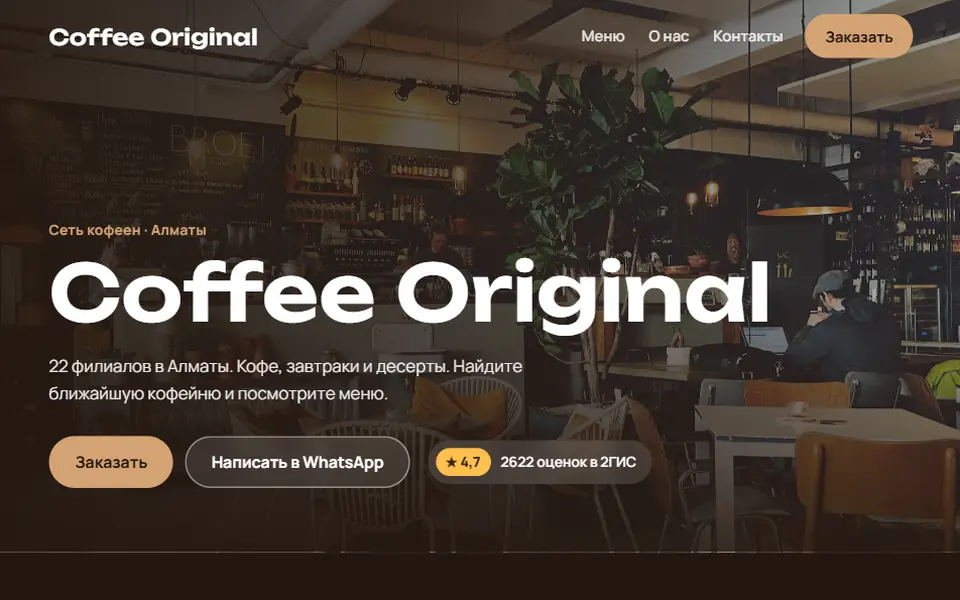 Coffee Original
Меню
О нас
Контакты
Заказать
BROEI
Сеть кофеен · Алматы
Coffee Original
22 филиалов в Алматы. Кофе, завтраки и десерты. Найдите
ближайшую кофейню и посмотрите меню.
Заказать
Написать в WhatsApp
★ 4,7
2622 оценок в 2ГИС